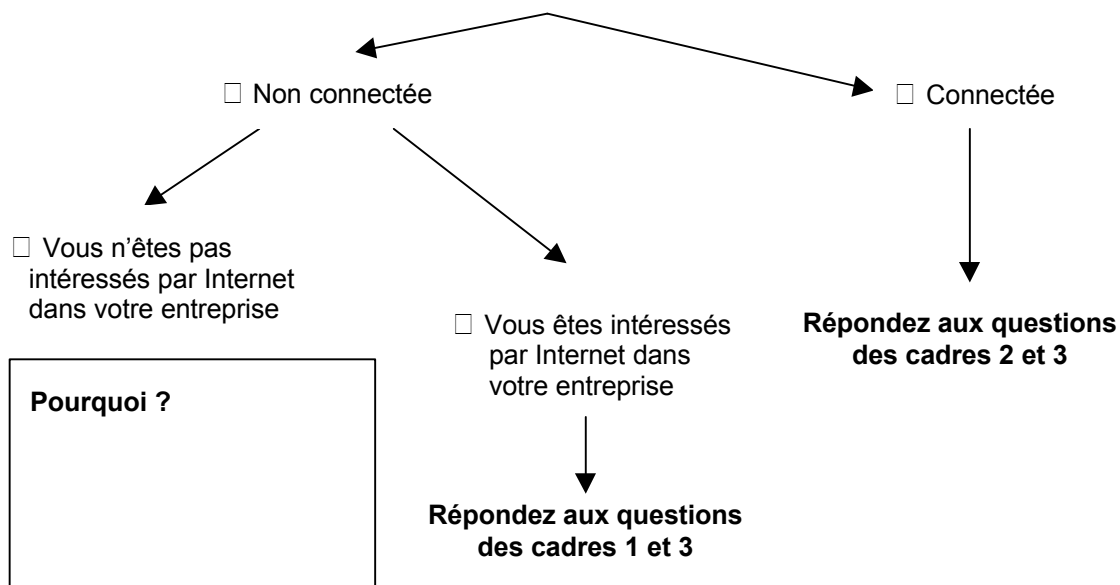 ☐ Non connectée
☐ Connectée
☐ Vous n’êtes pas
intéressés par Internet
dans votre entreprise
☐ Vous êtes intéressés
par Internet dans
votre entreprise
Répondez aux questions
des cadres 2 et 3
Pourquoi ?
Répondez aux questions
des cadres 1 et 3